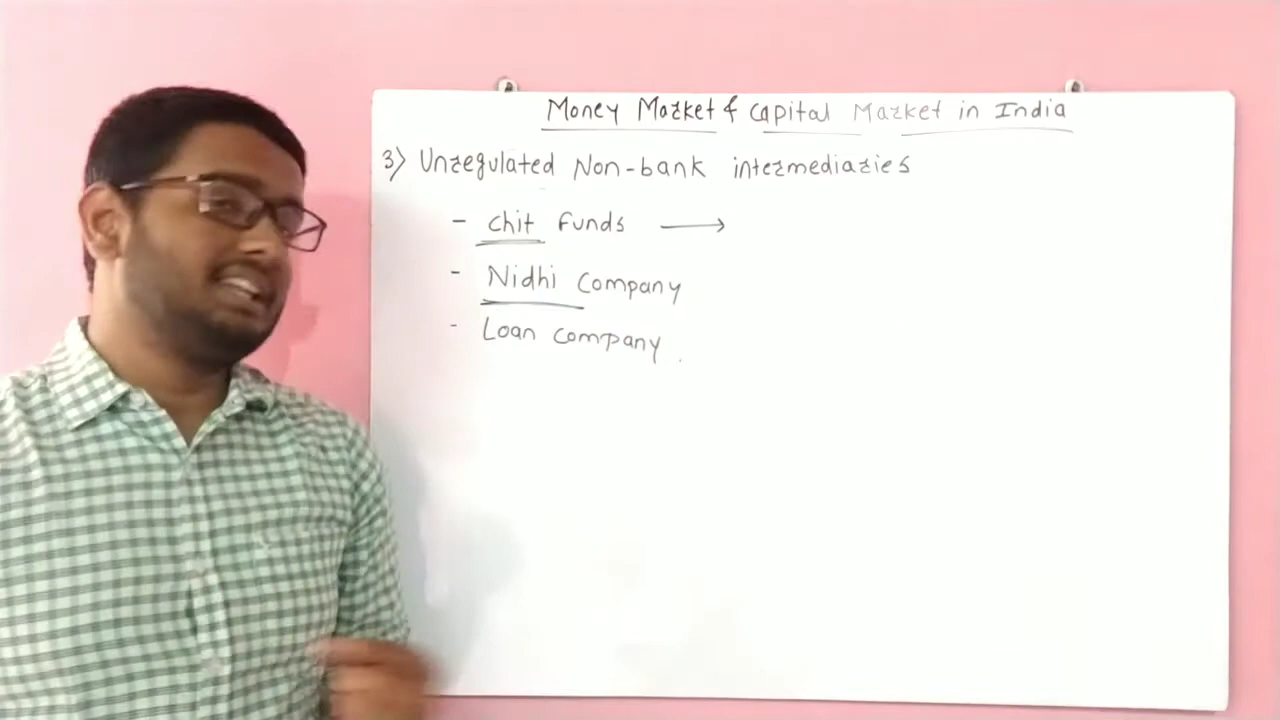 Money Market & Capital Market in India
3) Unregulated Non-bank intermediaries
- Chit Funds →
- Nidhi Company
- Loan Company.